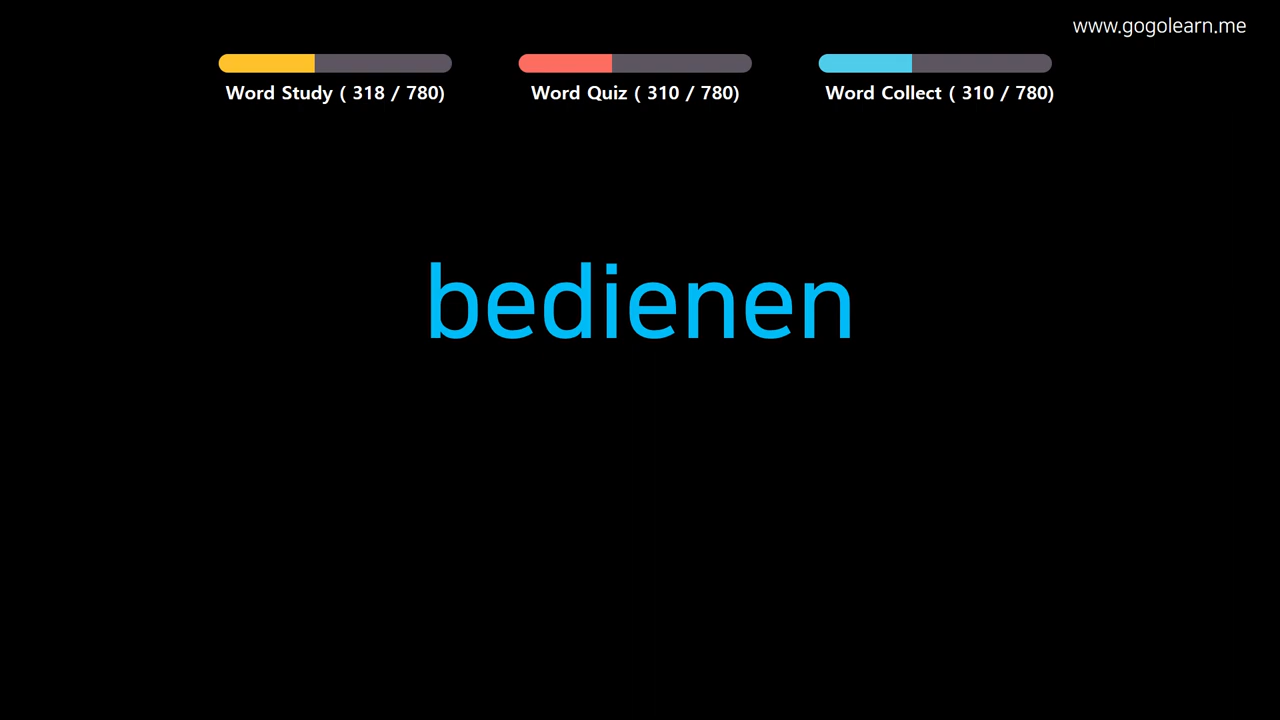 www.gogolearn.me
Word Study ( 318 / 780)
Word Quiz ( 310 / 780)
Word Collect ( 310 / 780)
bedienen